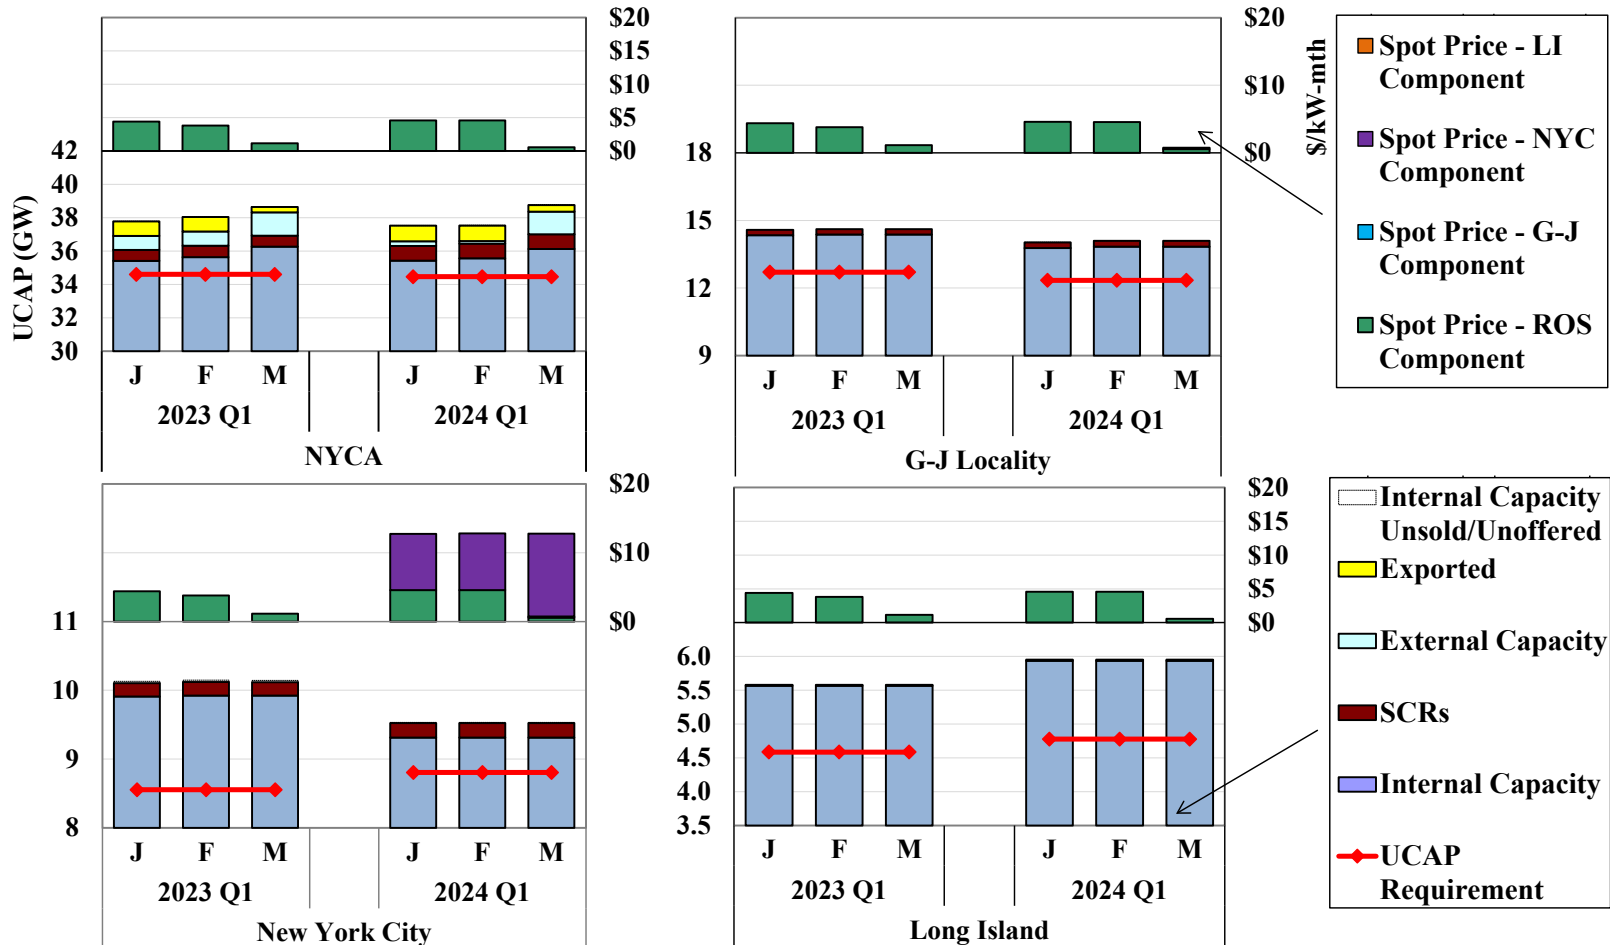 $20
$15
$10
$5
$0
42
40
38
36
34
32
30
UCAP (GW)
J F M J F M
2023 Q1 2024 Q1
NYCA
$20
$10
$0
$/kW-mth
18
15
12
9
J F M J F M
2023 Q1 2024 Q1
G-J Locality
Spot Price - LI
Component
Spot Price - NYC
Component
Spot Price - G-J
Component
Spot Price - ROS
Component
$20
$10
$0
11
10
9
8
J F M J F M
2023 Q1 2024 Q1
New York City
$20
$15
$10
$5
$0
6.0
5.5
5.0
4.5
4.0
3.5
J F M J F M
2023 Q1 2024 Q1
Long Island
Internal Capacity
Unsold/Unoffered
Exported
External Capacity
SCRs
Internal Capacity
UCAP
Requirement